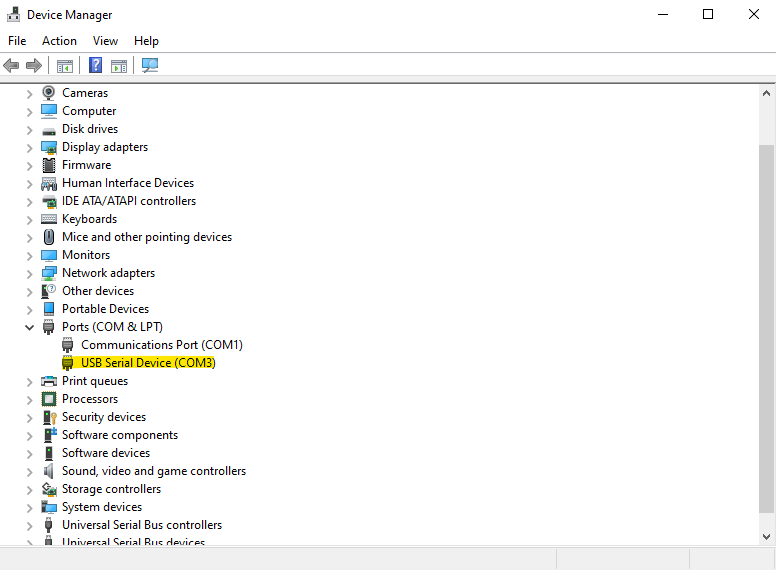 Device Manager
File Action View Help
Cameras
Computer
Disk drives
Display adapters
Firmware
Human Interface Devices
IDE ATA/ATAPI controllers
Keyboards
Mice and other pointing devices
Monitors
Network adapters
Other devices
Portable Devices
Ports (COM & LPT)
Communications Port (COM1)
USB Serial Device (COM3)
Print queues
Processors
Security devices
Software components
Software devices
Sound, video and game controllers
Storage controllers
System devices
Universal Serial Bus controllers
Universal Serial Bus devices